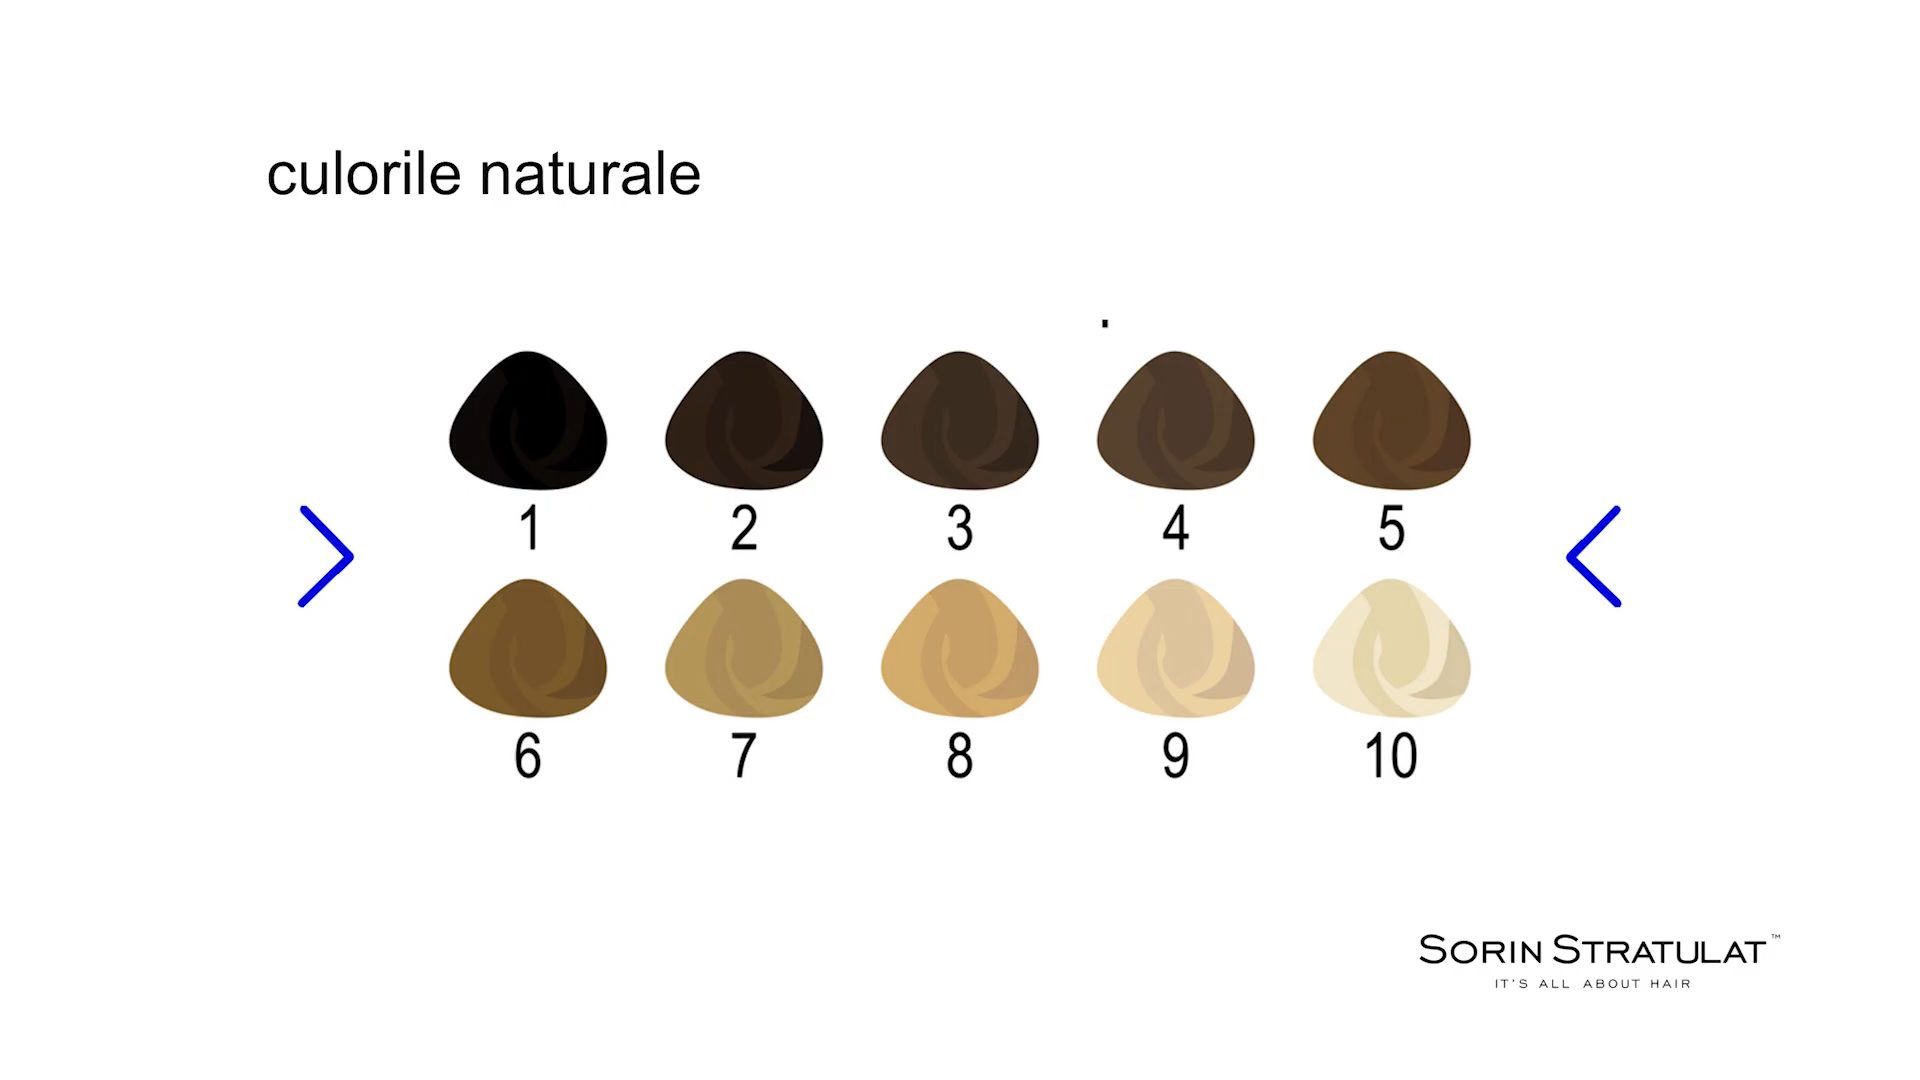 culorile naturale
1 2 3 4 5
6 7 8 9 10
SORIN STRATULAT™
IT'S ALL ABOUT HAIR